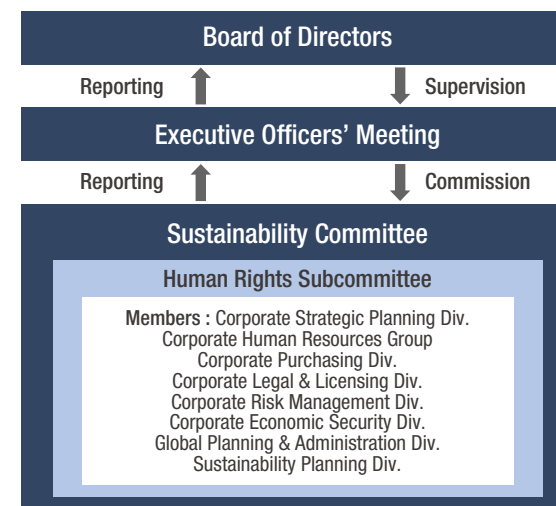 Board of Directors
Reporting
Supervision
Executive Officers’ Meeting
Reporting
Commission
Sustainability Committee
Human Rights Subcommittee
Members : Corporate Strategic Planning Div.
Corporate Human Resources Group
Corporate Purchasing Div.
Corporate Legal & Licensing Div.
Corporate Risk Management Div.
Corporate Economic Security Div.
Global Planning & Administration Div.
Sustainability Planning Div.